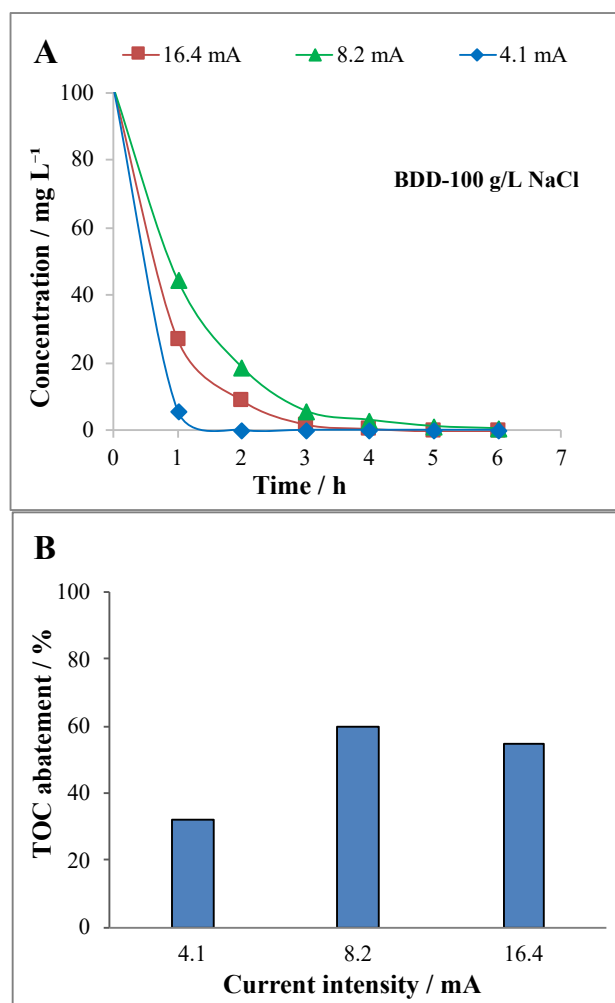 A
16.4 mA 8.2 mA 4.1 mA
100
80
60
40
20
0
BDD-100 g/L NaCl
Concentration / mg L⁻¹
0 1 2 3 4 5 6 7
Time / h
B
100
80
60
40
20
0
TOC abatement / %
4.1 8.2 16.4
Current intensity / mA